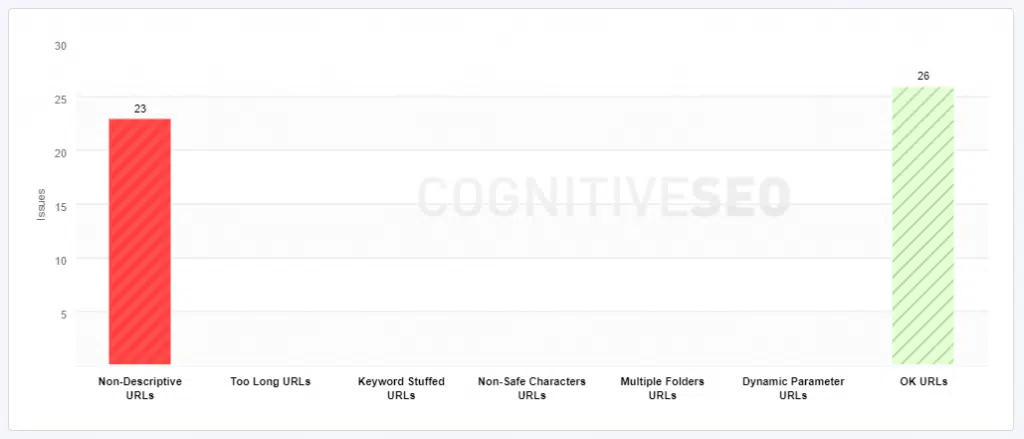 30
26
25
23
20
COGNITIVESEO
15
Issues
10
5
Non-Descriptive URLs
Too Long URLs
Keyword Stuffed URLs
Non-Safe Characters URLs
Multiple Folders URLs
Dynamic Parameter URLs
OK URLs